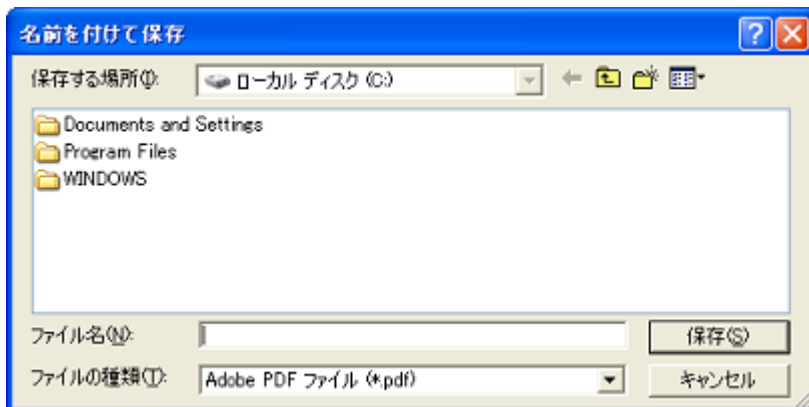 名前を付けて保存
保存する場所(I): ローカル ディスク (C:)
Documents and Settings
Program Files
WINDOWS
ファイル名(N): 保存(S)
ファイルの種類(T): Adobe PDF ファイル (*.pdf) キャンセル